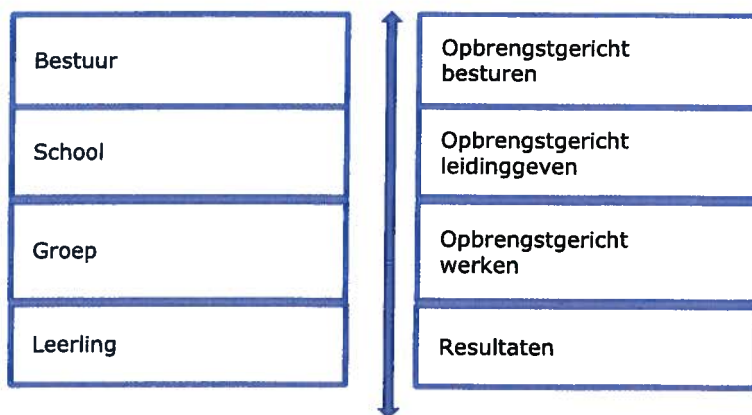 Bestuur
School
Groep
Leerling
Opbrengstgericht
besturen
Opbrengstgericht
leidinggeven
Opbrengstgericht
werken
Resultaten